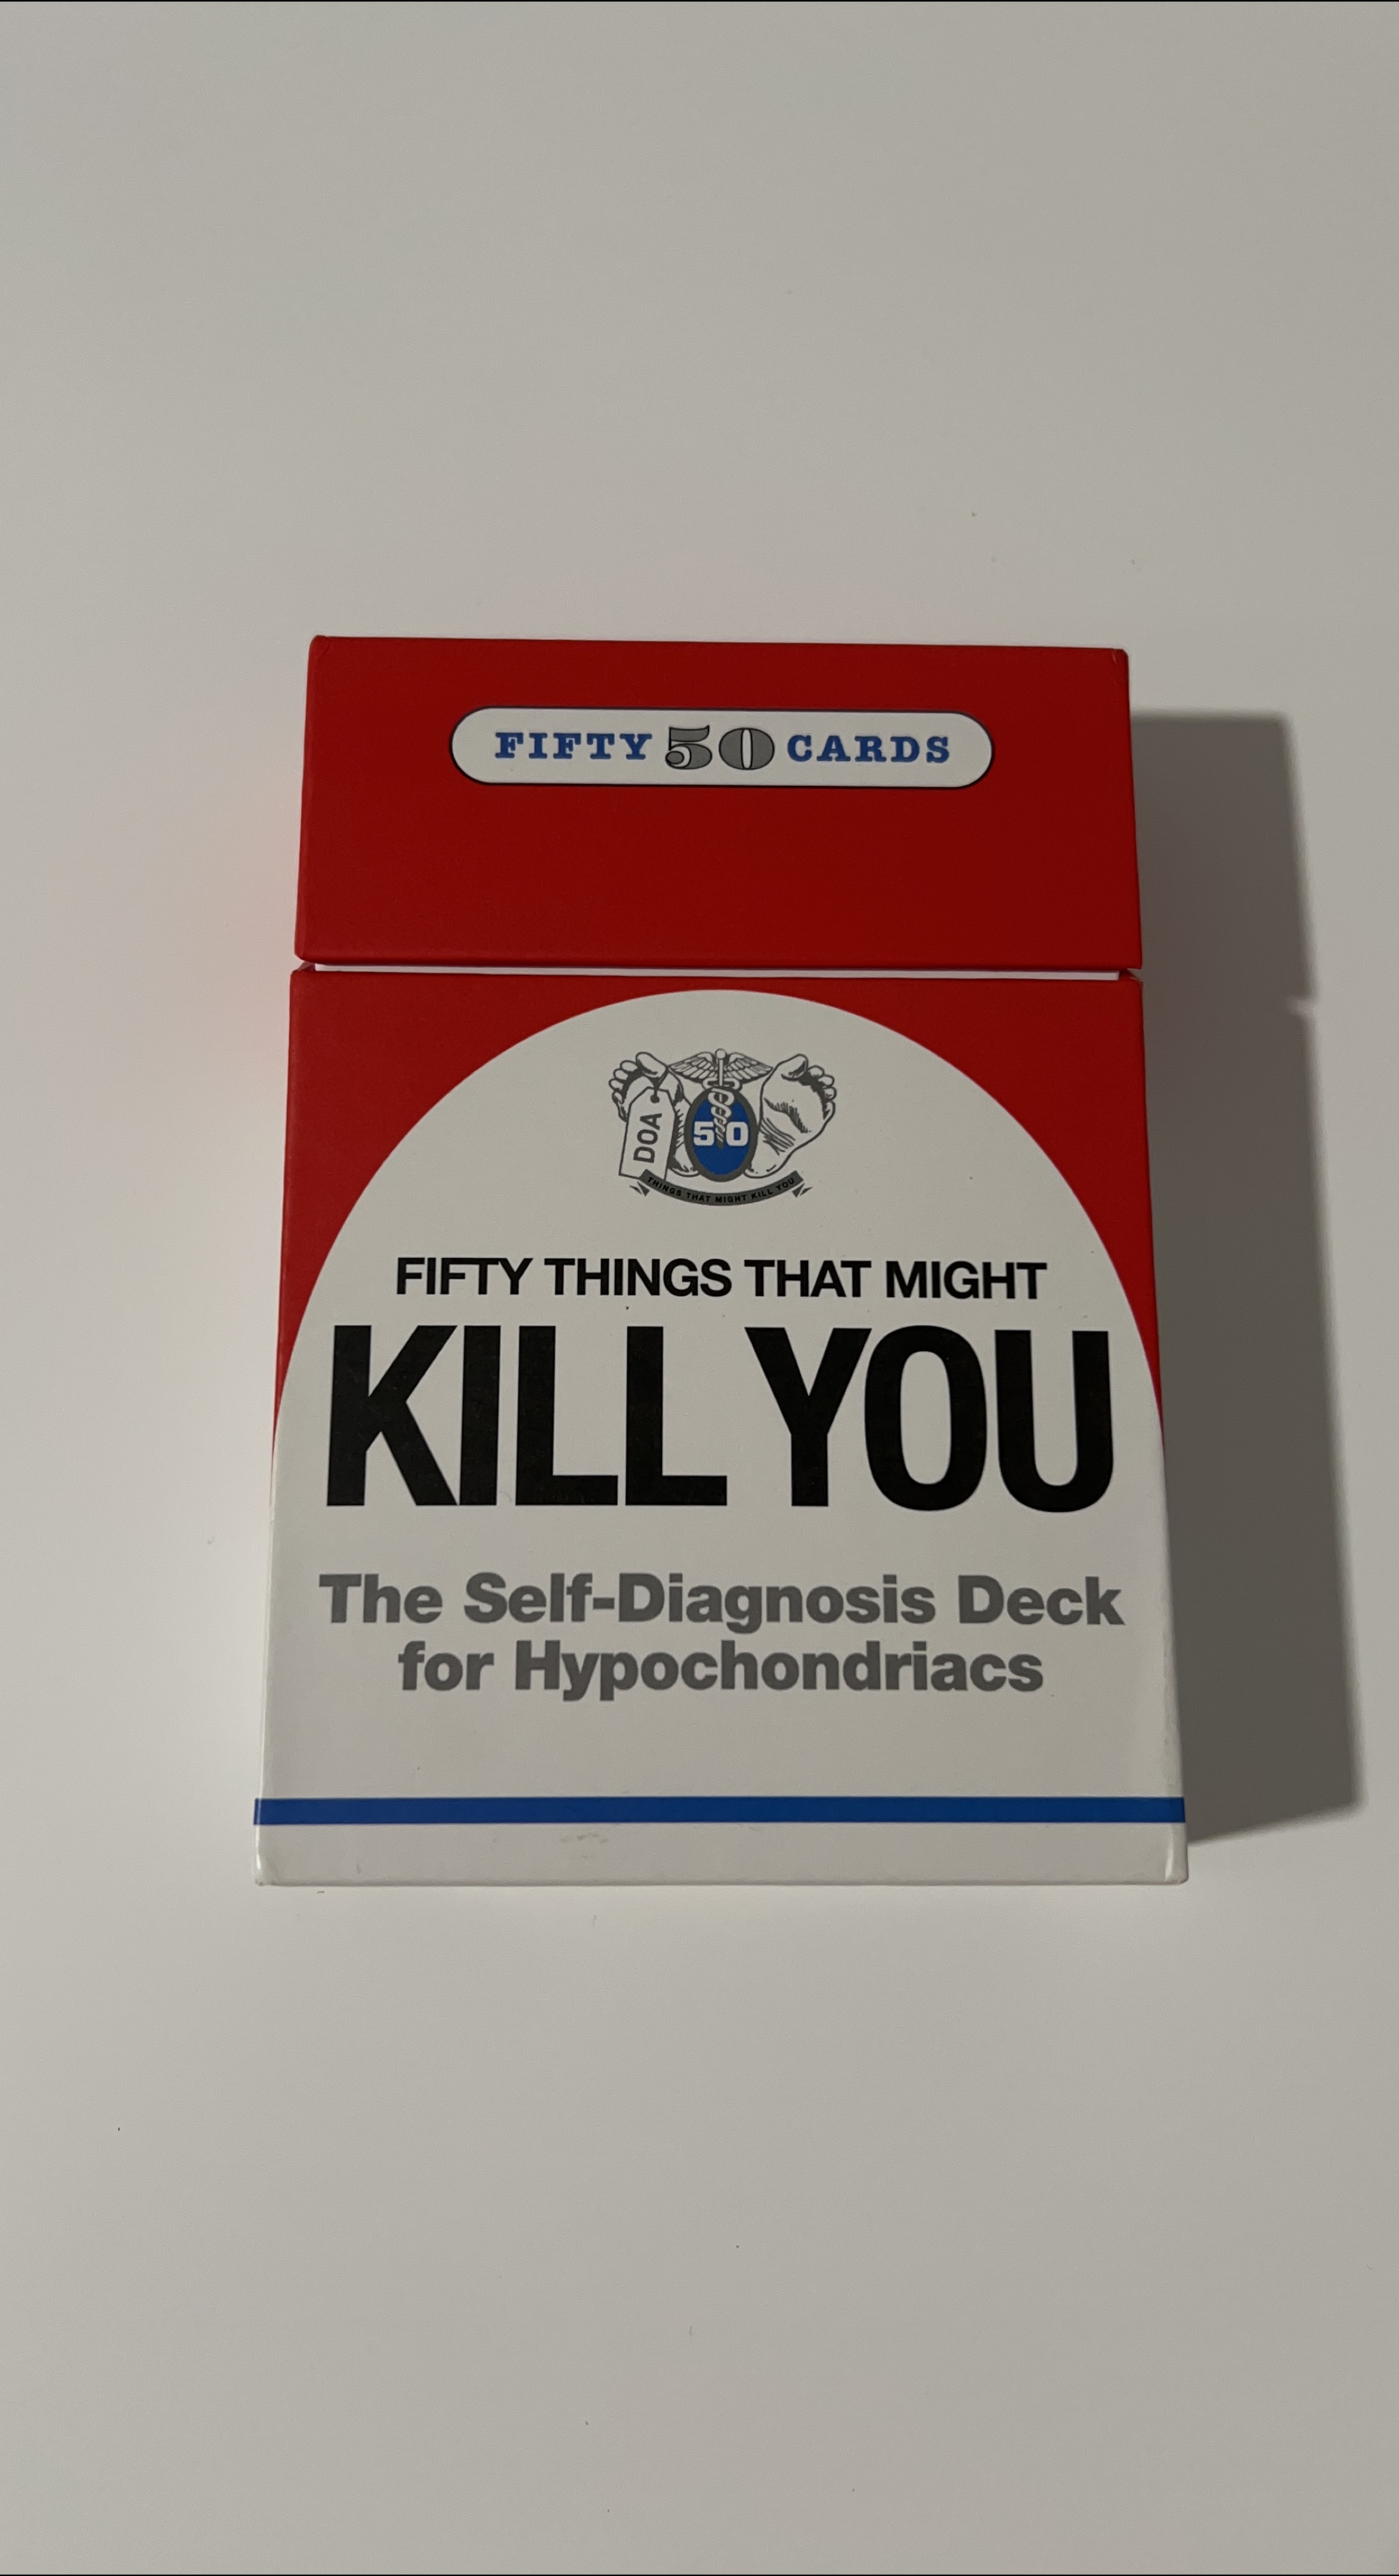 FIFTY 50 CARDS
DOA
50
THINGS THAT MIGHT KILL YOU
FIFTY THINGS THAT MIGHT
KILL YOU
The Self-Diagnosis Deck
for Hypochondriacs